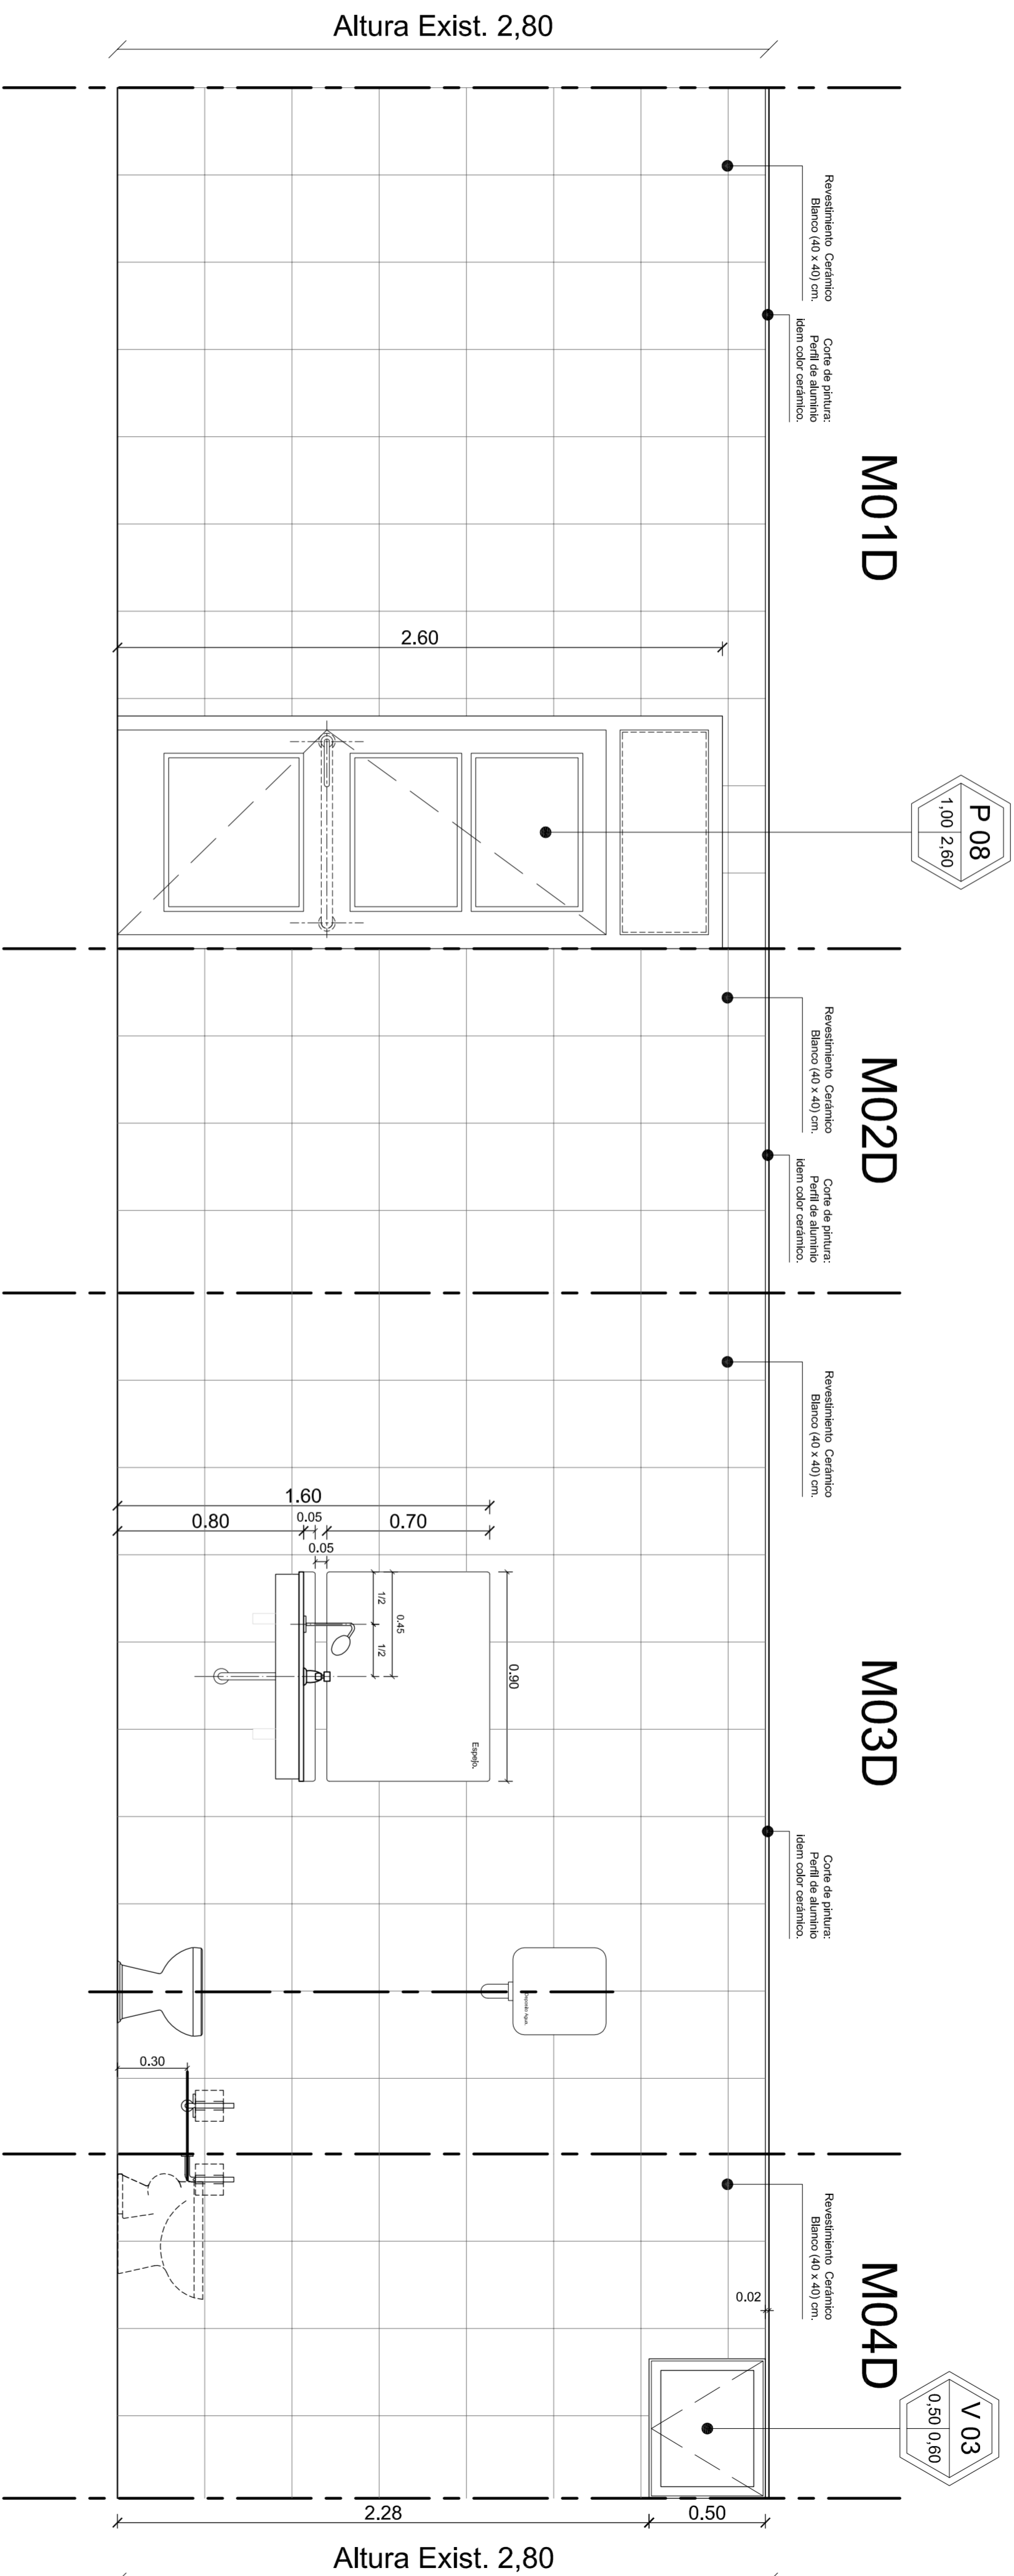 Altura Exist. 2,80
Revestimiento Cerámico
Blanco (40 x 40) cm.
Corte de pintura:
Perfil de aluminio
idem color cerámico.
M01D
2.60
P 08
1,00 2,60
Revestimiento Cerámico
Blanco (40 x 40) cm.
M02D
Corte de pintura:
Perfil de aluminio
idem color cerámico.
Revestimiento Cerámico
Blanco (40 x 40) cm.
1.60
0.80
0.05
0.70
0.05
1/2
0.45
1/2
0.90
Espejo.
M03D
Corte de pintura:
Perfil de aluminio
idem color cerámico.
Deposito Agua.
0.30
Revestimiento Cerámico
Blanco (40 x 40) cm.
M04D
0.02
V 03
0,50 0,60
2.28
0.50
Altura Exist. 2,80